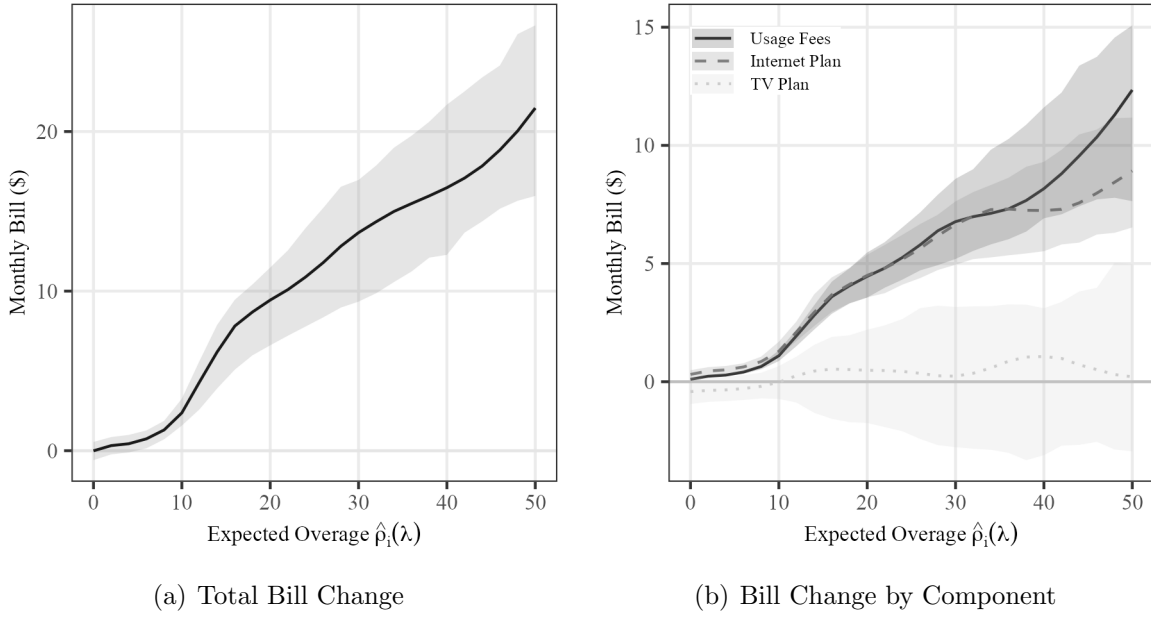 Monthly Bill ($)
20
10
0
0 10 20 30 40 50
Expected Overage ρ̂ᵢ(λ)
(a) Total Bill Change
Usage Fees
Internet Plan
TV Plan
Monthly Bill ($)
15
10
5
0
0 10 20 30 40 50
Expected Overage ρ̂ᵢ(λ)
(b) Bill Change by Component